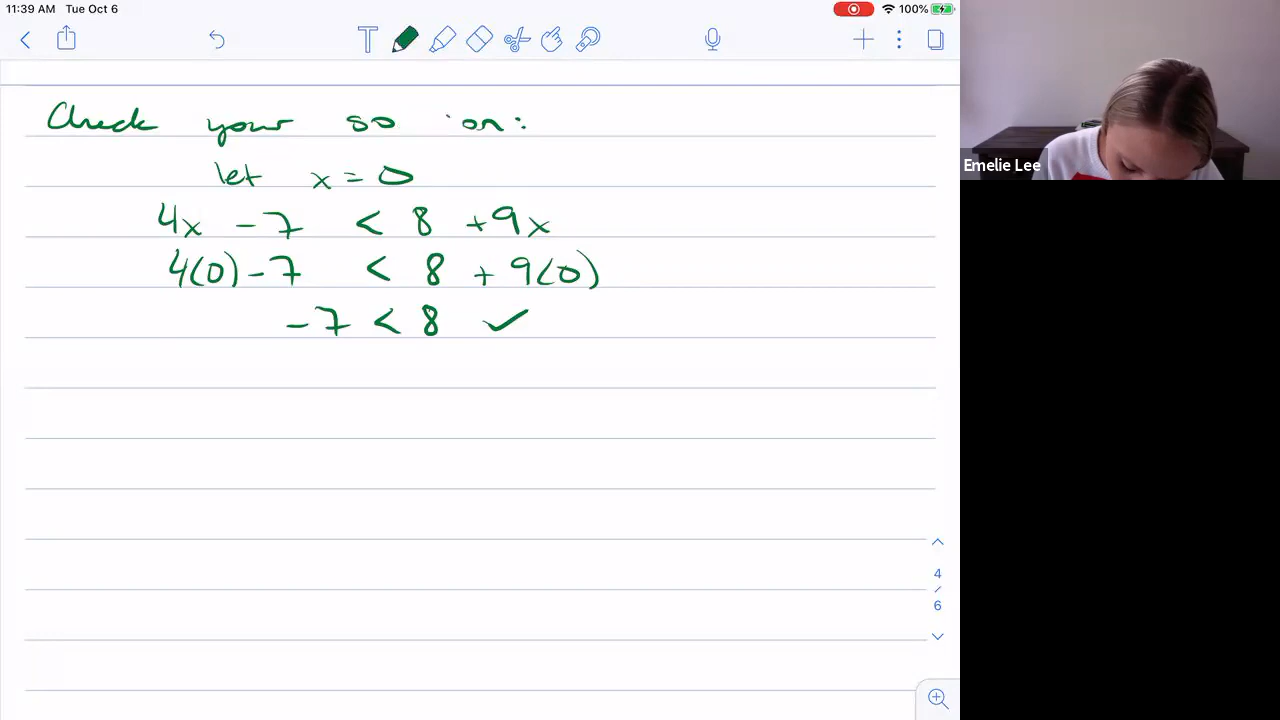 11:39 AM Tue Oct 6
100%
Check your so on:
let x = 0
4x - 7 < 8 + 9x
4(0) - 7 < 8 + 9(0)
-7 < 8 ✓
Emelie Lee
4
/
6